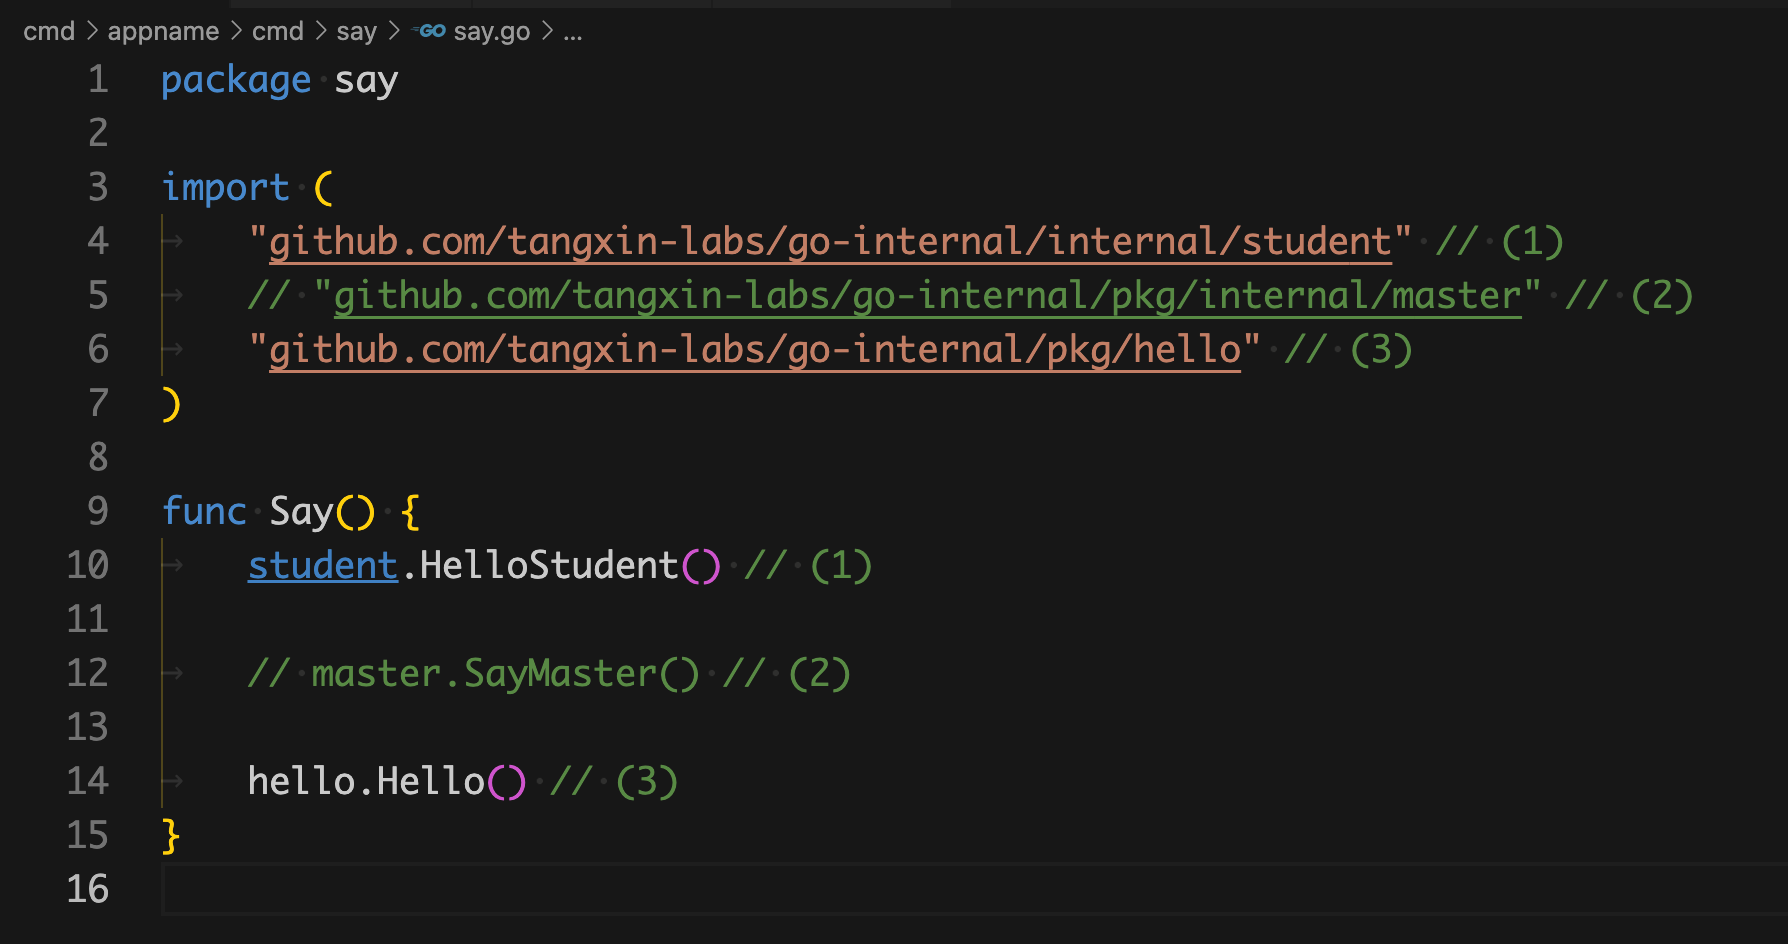 cmd > appname > cmd > say > GO say.go > ...
1 package say
2
3 import (
4 "github.com/tangxin-labs/go-internal/internal/student" // (1)
5 // "github.com/tangxin-labs/go-internal/pkg/internal/master" // (2)
6 "github.com/tangxin-labs/go-internal/pkg/hello" // (3)
7 )
8
9 func Say() {
10 student.HelloStudent() // (1)
11
12 // master.SayMaster() // (2)
13
14 hello.Hello() // (3)
15 }
16